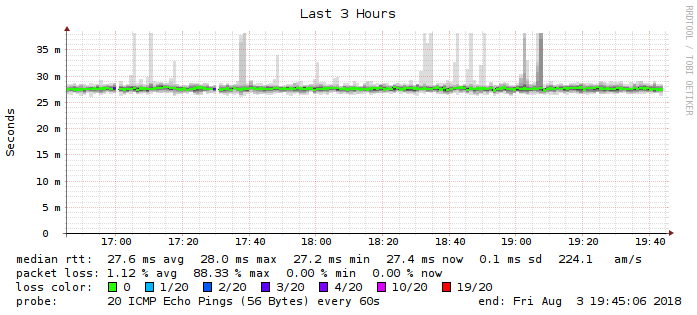 Last 3 Hours
RRDTOOL / TOBI OETIKER
Seconds
35 m
30 m
25 m
20 m
15 m
10 m
5 m
0
17:00 17:20 17:40 18:00 18:20 18:40 19:00 19:20 19:40
median rtt: 27.6 ms avg 28.0 ms max 27.2 ms min 27.4 ms now 0.1 ms sd 224.1 am/s
packet loss: 1.12 % avg 88.33 % max 0.00 % min 0.00 % now
loss color: 0 1/20 2/20 3/20 4/20 10/20 19/20
probe: 20 ICMP Echo Pings (56 Bytes) every 60s end: Fri Aug 3 19:45:06 2018